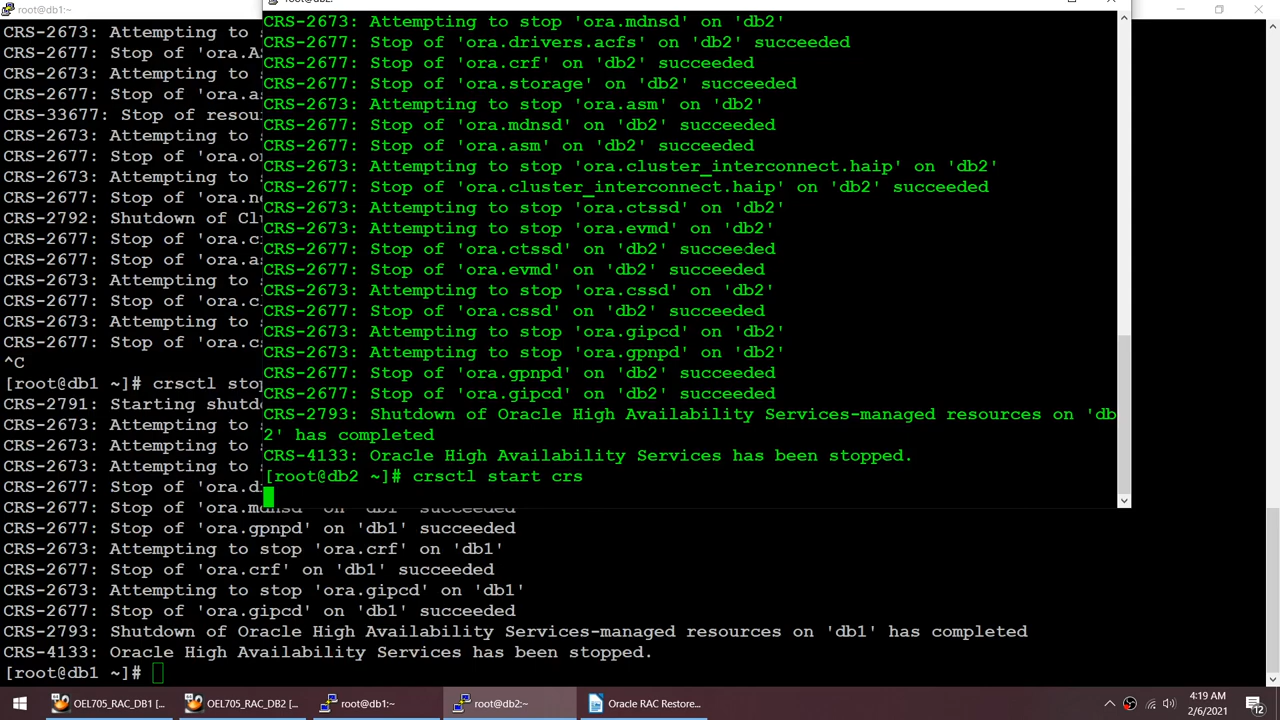 root@db1:~
root@db2:~
CRS-2673: Attempting to
CRS-2677: Stop of 'ora.A
CRS-2673: Attempting to
CRS-2677: Stop of 'ora.a
CRS-2677: Stop of resou
CRS-2673: Attempting to
CRS-2677: Stop of 'ora.o
CRS-2673: Attempting to
CRS-2677: Stop of 'ora.n
CRS-2792: Shutdown of Cl
CRS-2677: Stop of 'ora.c
CRS-2677: Stop of 'ora.a
CRS-2673: Attempting to
CRS-2677: Stop of 'ora.c
CRS-2673: Attempting to
CRS-2677: Stop of 'ora.c
^C
[root@db1 ~]# crsctl stop
CRS-2791: Starting shutd
CRS-2673: Attempting to
CRS-2673: Attempting to
CRS-2673: Attempting to
CRS-2677: Stop of 'ora.d
CRS-2673: Attempting to stop 'ora.mdnsd' on 'db2'
CRS-2677: Stop of 'ora.drivers.acfs' on 'db2' succeeded
CRS-2677: Stop of 'ora.crf' on 'db2' succeeded
CRS-2677: Stop of 'ora.storage' on 'db2' succeeded
CRS-2673: Attempting to stop 'ora.asm' on 'db2'
CRS-2677: Stop of 'ora.mdnsd' on 'db2' succeeded
CRS-2677: Stop of 'ora.asm' on 'db2' succeeded
CRS-2673: Attempting to stop 'ora.cluster_interconnect.haip' on 'db2'
CRS-2677: Stop of 'ora.cluster_interconnect.haip' on 'db2' succeeded
CRS-2673: Attempting to stop 'ora.ctssd' on 'db2'
CRS-2673: Attempting to stop 'ora.evmd' on 'db2'
CRS-2677: Stop of 'ora.ctssd' on 'db2' succeeded
CRS-2677: Stop of 'ora.evmd' on 'db2' succeeded
CRS-2673: Attempting to stop 'ora.cssd' on 'db2'
CRS-2677: Stop of 'ora.cssd' on 'db2' succeeded
CRS-2673: Attempting to stop 'ora.gipcd' on 'db2'
CRS-2673: Attempting to stop 'ora.gpnpd' on 'db2'
CRS-2677: Stop of 'ora.gpnpd' on 'db2' succeeded
CRS-2677: Stop of 'ora.gipcd' on 'db2' succeeded
CRS-2793: Shutdown of Oracle High Availability Services-managed resources on 'db
2' has completed
CRS-4133: Oracle High Availability Services has been stopped.
[root@db2 ~]# crsctl start crs
CRS-2677: Stop of 'ora.mdnsd' on 'db1' succeeded
CRS-2677: Stop of 'ora.gpnpd' on 'db1' succeeded
CRS-2673: Attempting to stop 'ora.crf' on 'db1'
CRS-2677: Stop of 'ora.crf' on 'db1' succeeded
CRS-2673: Attempting to stop 'ora.gipcd' on 'db1'
CRS-2677: Stop of 'ora.gipcd' on 'db1' succeeded
CRS-2793: Shutdown of Oracle High Availability Services-managed resources on 'db1' has completed
CRS-4133: Oracle High Availability Services has been stopped.
[root@db1 ~]#
OEL705_RAC_DB1 [...
OEL705_RAC_DB2 [...
root@db1:~
root@db2:~
Oracle RAC Restore...
4:19 AM
2/6/2021
12